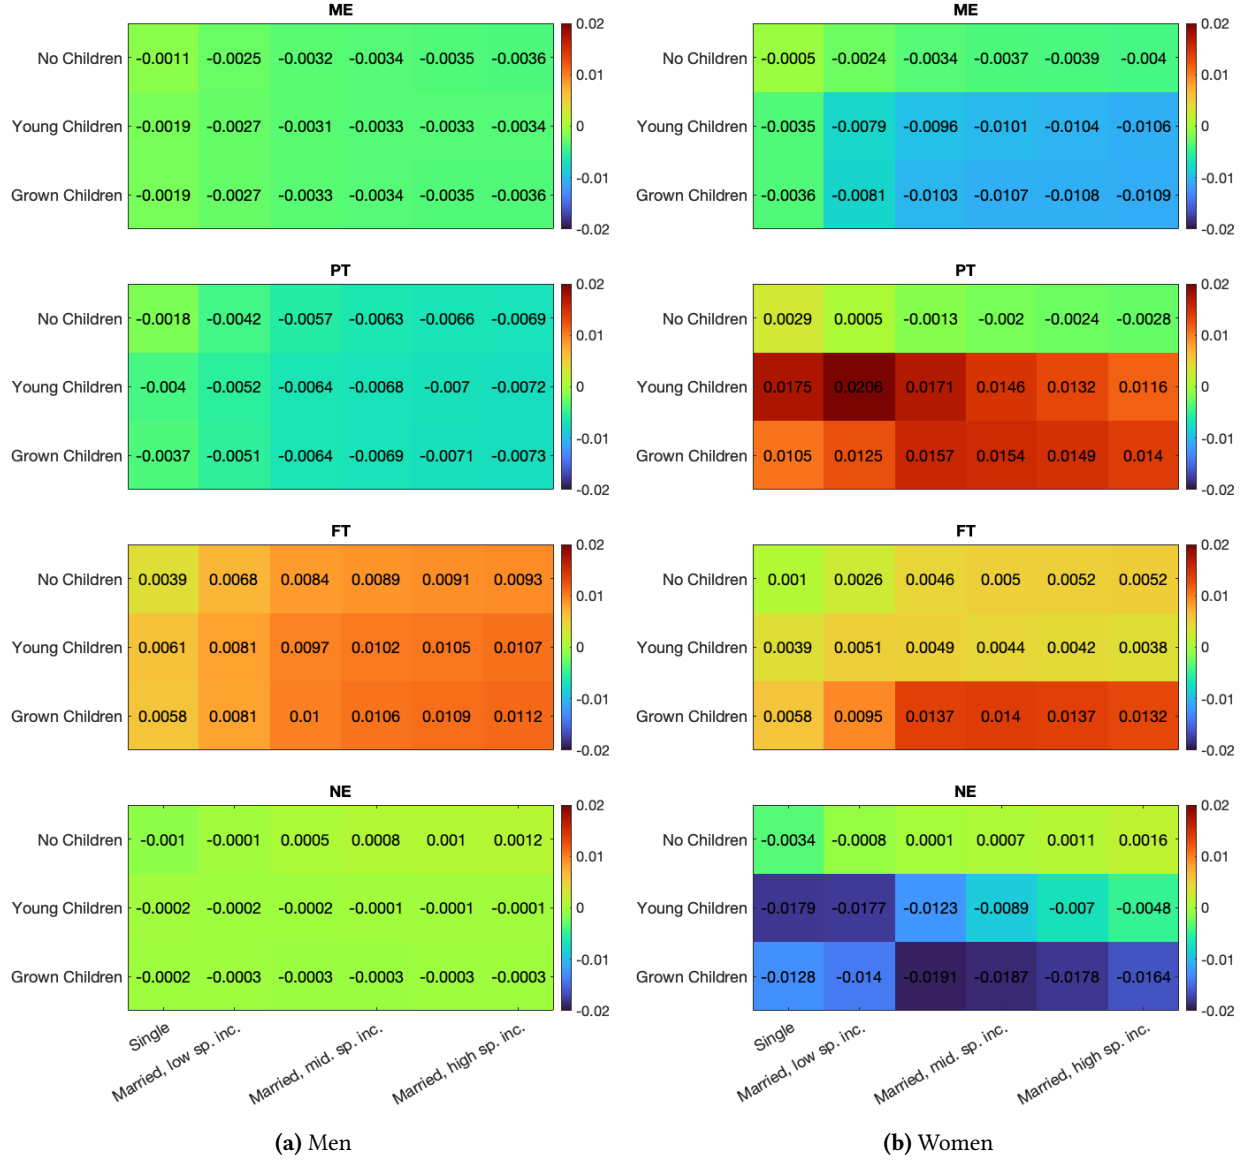 ME
No Children -0.0011 -0.0025 -0.0032 -0.0034 -0.0035 -0.0036
Young Children -0.0019 -0.0027 -0.0031 -0.0033 -0.0033 -0.0034
Grown Children -0.0019 -0.0027 -0.0033 -0.0034 -0.0035 -0.0036
0.02
0.01
0
-0.01
-0.02
PT
No Children -0.0018 -0.0042 -0.0057 -0.0063 -0.0066 -0.0069
Young Children -0.004 -0.0052 -0.0064 -0.0068 -0.007 -0.0072
Grown Children -0.0037 -0.0051 -0.0064 -0.0069 -0.0071 -0.0073
0.02
0.01
0
-0.01
-0.02
FT
No Children 0.0039 0.0068 0.0084 0.0089 0.0091 0.0093
Young Children 0.0061 0.0081 0.0097 0.0102 0.0105 0.0107
Grown Children 0.0058 0.0081 0.01 0.0106 0.0109 0.0112
0.02
0.01
0
-0.01
-0.02
NE
No Children -0.001 -0.0001 0.0005 0.0008 0.001 0.0012
Young Children -0.0002 -0.0002 -0.0002 -0.0001 -0.0001 -0.0001
Grown Children -0.0002 -0.0003 -0.0003 -0.0003 -0.0003 -0.0003
0.02
0.01
0
-0.01
-0.02
Single
Married, low sp. inc.
Married, mid. sp. inc.
Married, high sp. inc.
(a) Men
ME
No Children -0.0005 -0.0024 -0.0034 -0.0037 -0.0039 -0.004
Young Children -0.0035 -0.0079 -0.0096 -0.0101 -0.0104 -0.0106
Grown Children -0.0036 -0.0081 -0.0103 -0.0107 -0.0108 -0.0109
0.02
0.01
0
-0.01
-0.02
PT
No Children 0.0029 0.0005 -0.0013 -0.002 -0.0024 -0.0028
Young Children 0.0175 0.0206 0.0171 0.0146 0.0132 0.0116
Grown Children 0.0105 0.0125 0.0157 0.0154 0.0149 0.014
0.02
0.01
0
-0.01
-0.02
FT
No Children 0.001 0.0026 0.0046 0.005 0.0052 0.0052
Young Children 0.0039 0.0051 0.0049 0.0044 0.0042 0.0038
Grown Children 0.0058 0.0095 0.0137 0.014 0.0137 0.0132
0.02
0.01
0
-0.01
-0.02
NE
No Children -0.0034 -0.0008 0.0001 0.0007 0.0011 0.0016
Young Children -0.0179 -0.0177 -0.0123 -0.0089 -0.007 -0.0048
Grown Children -0.0128 -0.014 -0.0191 -0.0187 -0.0178 -0.0164
0.02
0.01
0
-0.01
-0.02
Single
Married, low sp. inc.
Married, mid. sp. inc.
Married, high sp. inc.
(b) Women